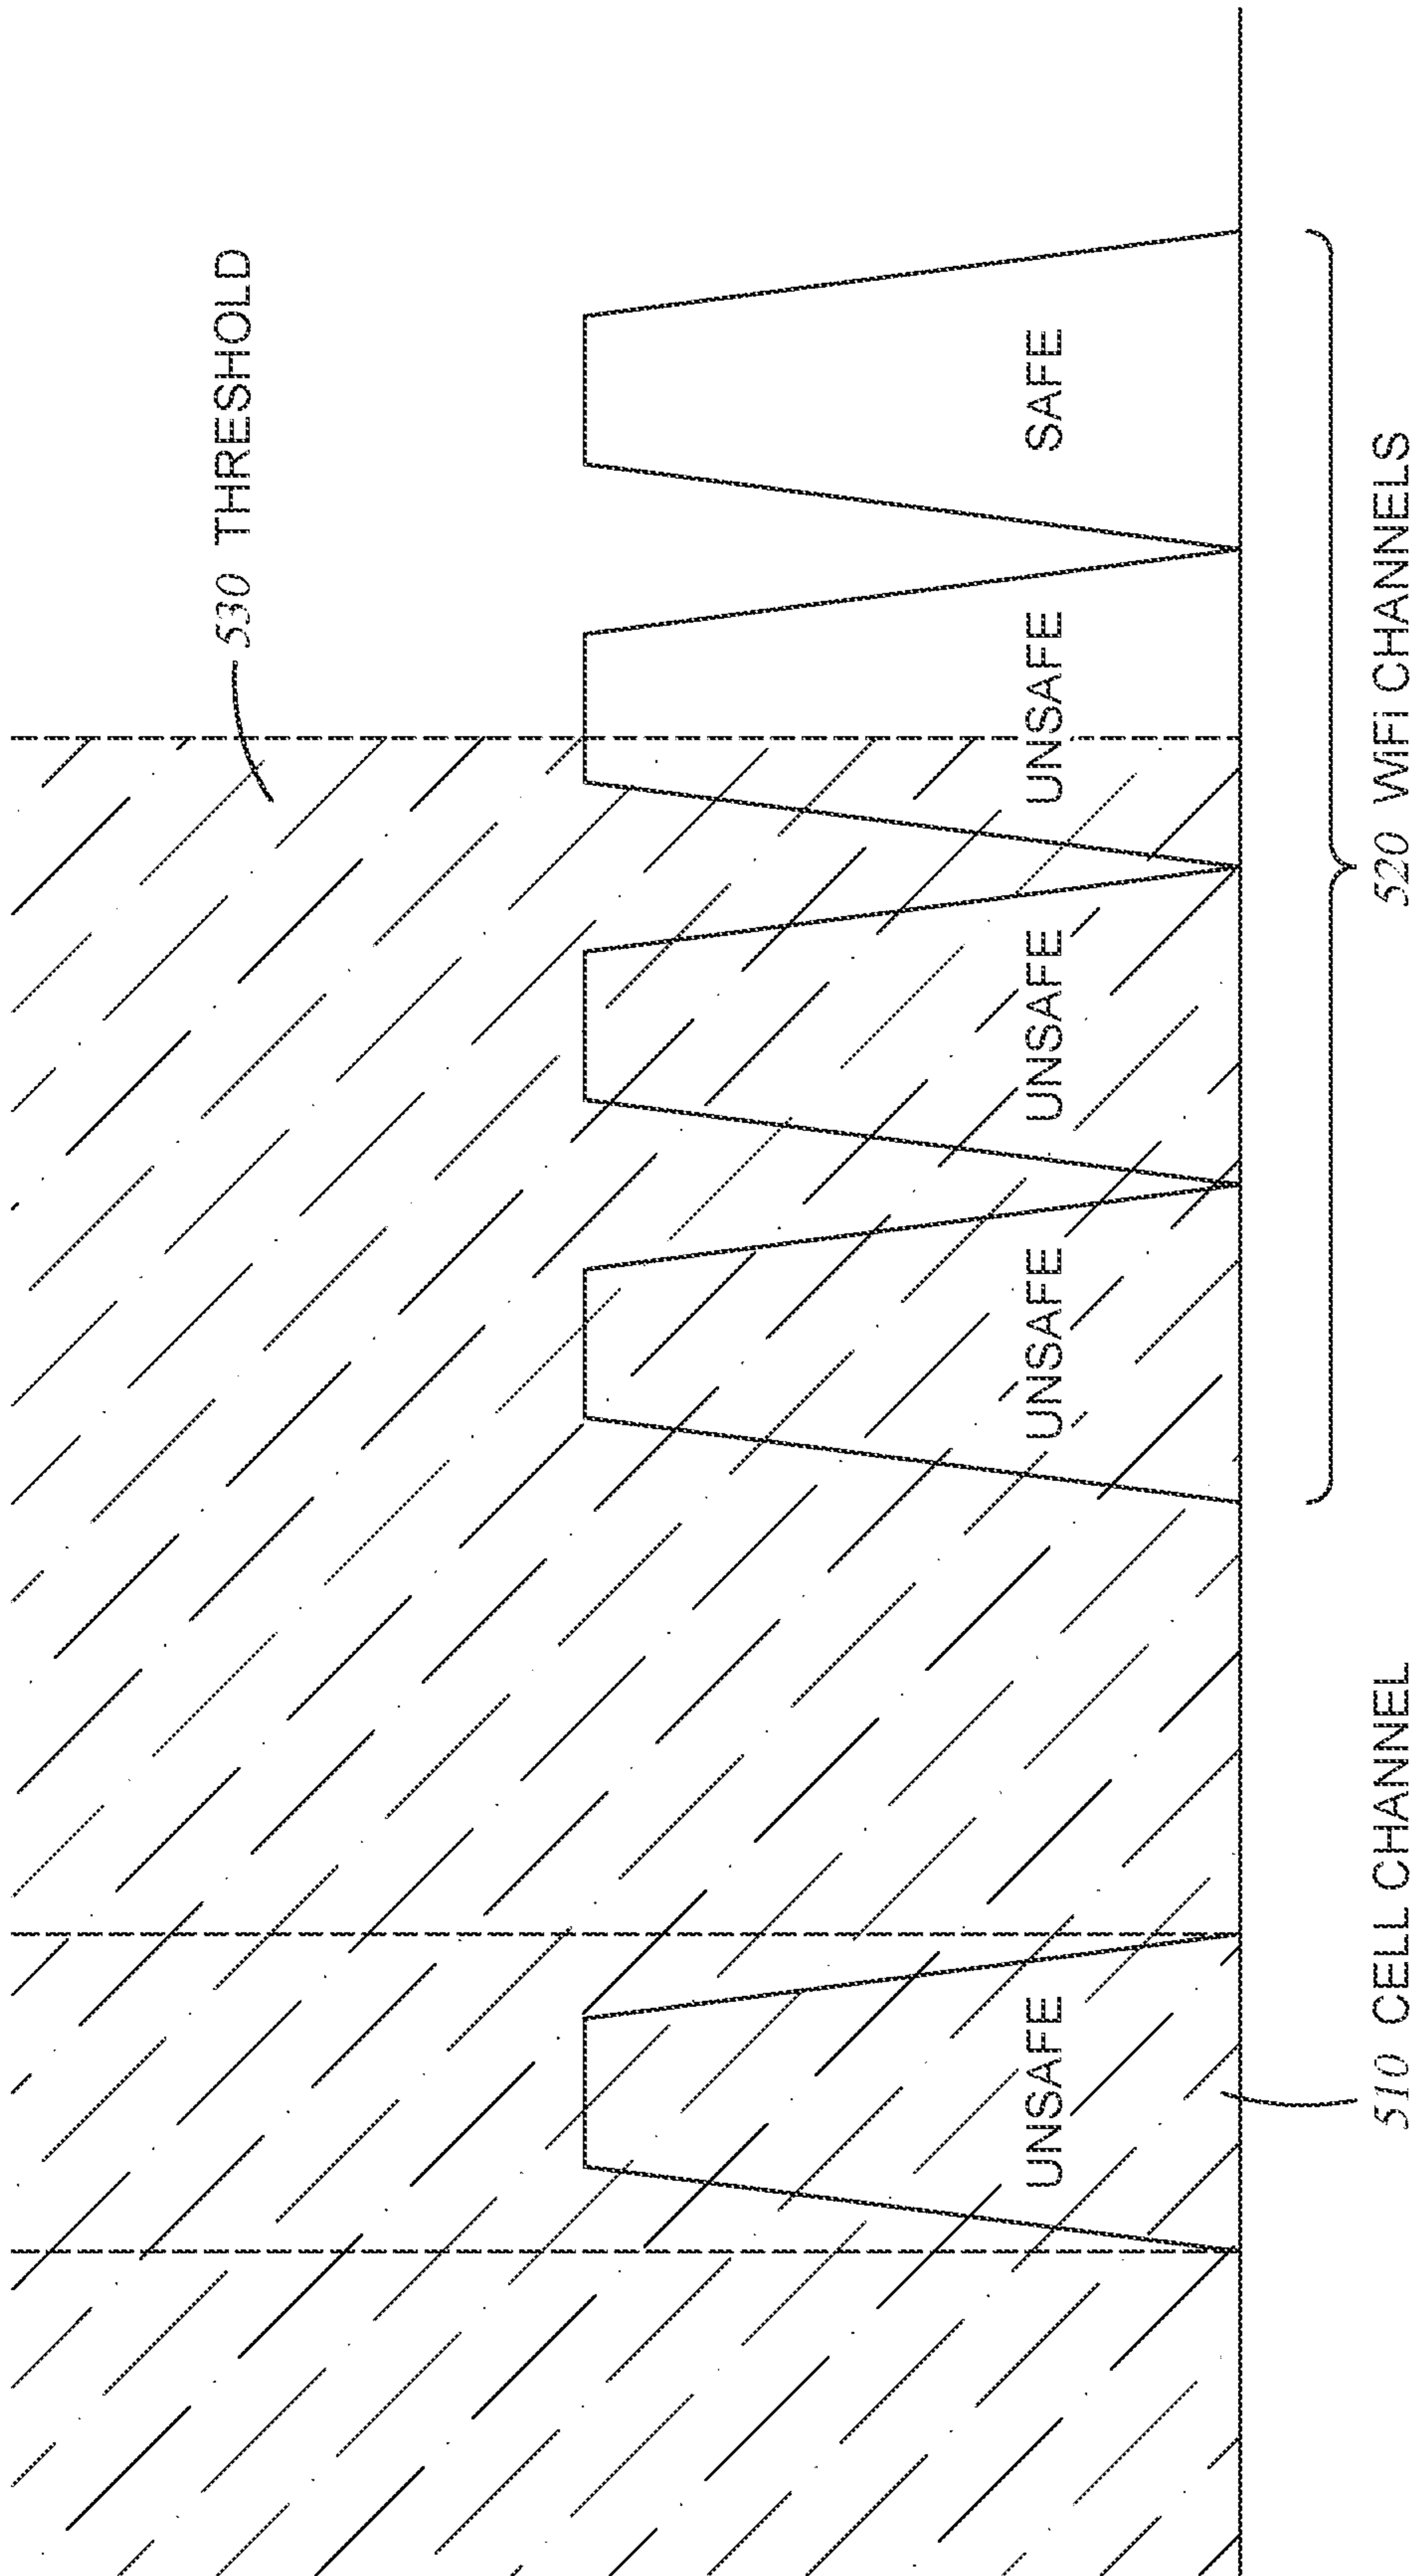 530 THRESHOLD
UNSAFE
UNSAFE
UNSAFE
UNSAFE
SAFE
510 CELL CHANNEL
520 WiFi CHANNELS